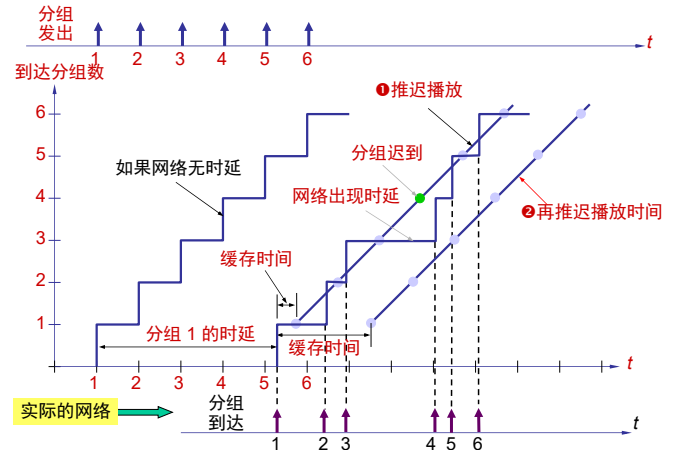 分组
发出
1 2 3 4 5 6
t
到达分组数
6
❶推迟播放
5
如果网络无时延
分组迟到
4
网络出现时延
❷再推迟播放时间
3
缓存时间
2
1
分组 1 的时延
缓存时间
t
1 2 3 4 5 6
实际的网络
分组
到达
t
1 2 3 4 5 6